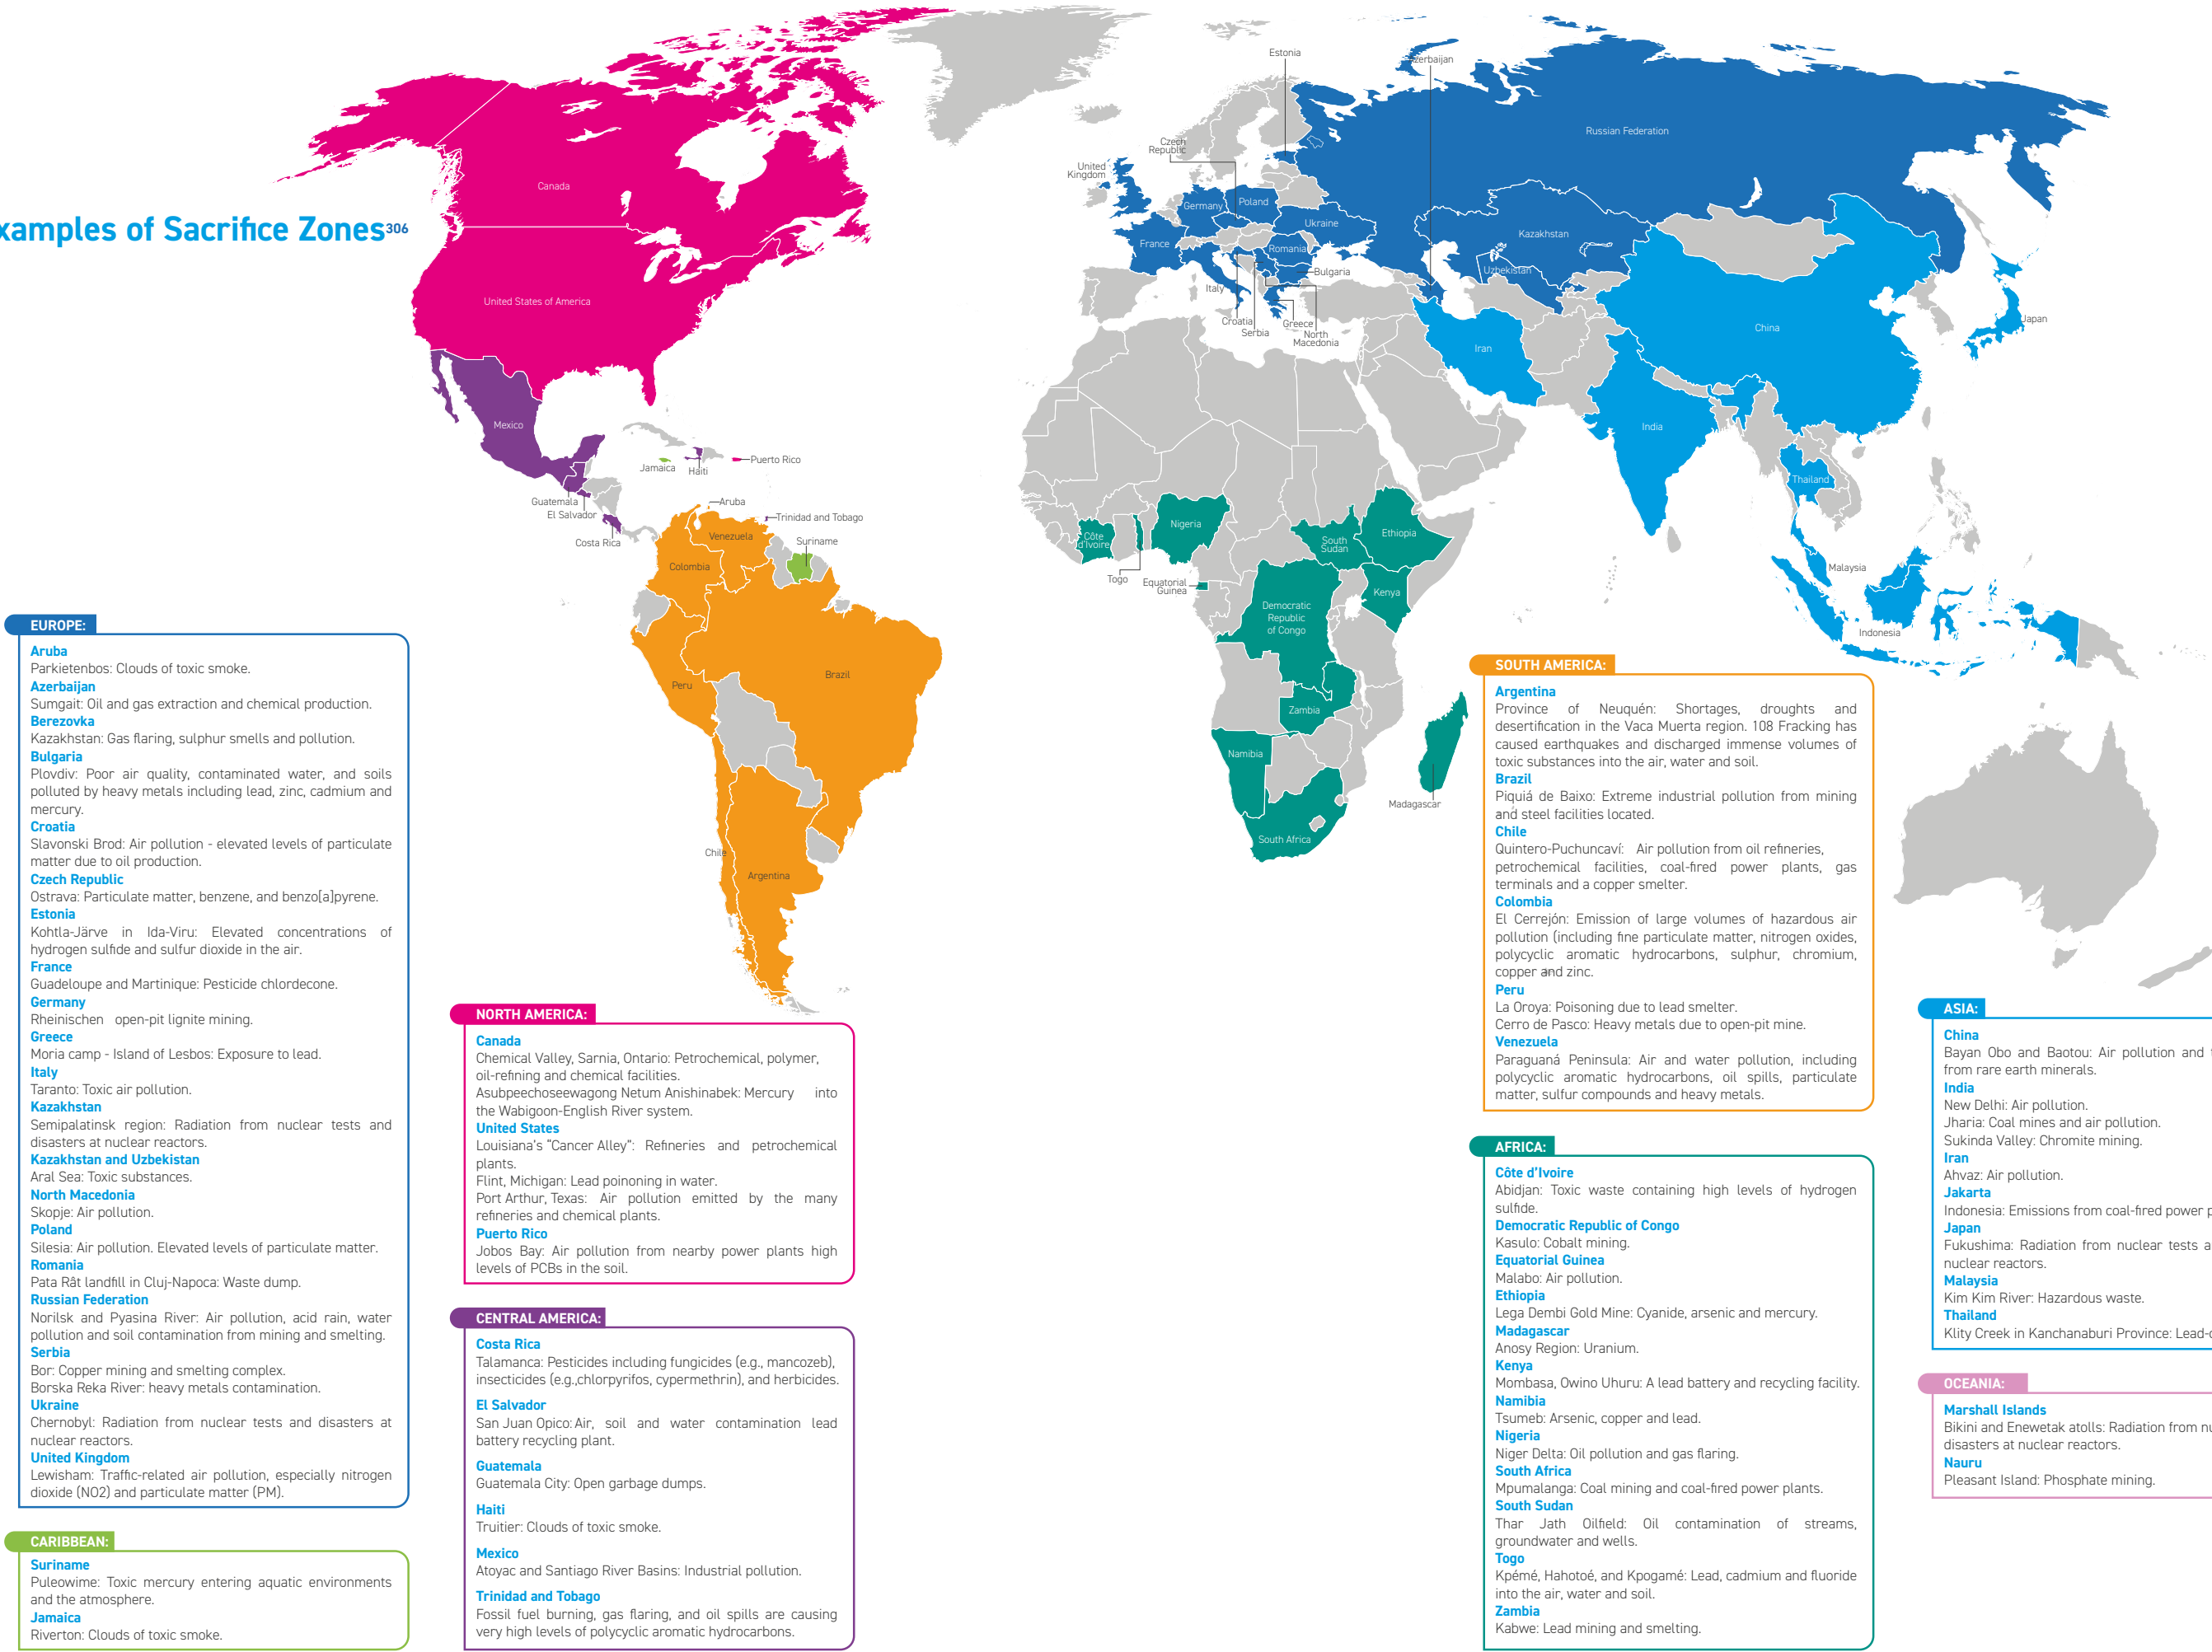 xamples of Sacrifice Zones306
Estonia
zerbaijan
Russian Federation
Czech
Republic
United
Kingdom
Canada
Germany
Poland
Ukraine
Kazakhstan
France
Romania
Uzbekistan
Bulgaria
Italy
United States of America
Croatia
Serbia
Greece
North
Macedonia
China
Japan
Iran
Mexico
India
Jamaica
Haiti
Puerto Rico
Thailand
Guatemala
El Salvador
Aruba
Trinidad and Tobago
Costa Rica
Venezuela
Suriname
Colombia
Nigeria
Côte
d'Ivoire
South
Sudan
Ethiopia
Togo
Equatorial
Guinea
Kenya
Malaysia
Democratic
Republic
of Congo
Indonesia
Brazil
Peru
Zambia
Namibia
Madagascar
South Africa
Chile
Argentina
EUROPE:
Aruba
Parkietenbos: Clouds of toxic smoke.
Azerbaijan
Sumgait: Oil and gas extraction and chemical production.
Berezovka
Kazakhstan: Gas flaring, sulphur smells and pollution.
Bulgaria
Plovdiv: Poor air quality, contaminated water, and soils
polluted by heavy metals including lead, zinc, cadmium and
mercury.
Croatia
Slavonski Brod: Air pollution - elevated levels of particulate
matter due to oil production.
Czech Republic
Ostrava: Particulate matter, benzene, and benzo[a]pyrene.
Estonia
Kohtla-Järve in Ida-Viru: Elevated concentrations of
hydrogen sulfide and sulfur dioxide in the air.
France
Guadeloupe and Martinique: Pesticide chlordecone.
Germany
Rheinischen open-pit lignite mining.
Greece
Moria camp - Island of Lesbos: Exposure to lead.
Italy
Taranto: Toxic air pollution.
Kazakhstan
Semipalatinsk region: Radiation from nuclear tests and
disasters at nuclear reactors.
Kazakhstan and Uzbekistan
Aral Sea: Toxic substances.
North Macedonia
Skopje: Air pollution.
Poland
Silesia: Air pollution. Elevated levels of particulate matter.
Romania
Pata Rât landfill in Cluj-Napoca: Waste dump.
Russian Federation
Norilsk and Pyasina River: Air pollution, acid rain, water
pollution and soil contamination from mining and smelting.
Serbia
Bor: Copper mining and smelting complex.
Borska Reka River: heavy metals contamination.
Ukraine
Chernobyl: Radiation from nuclear tests and disasters at
nuclear reactors.
United Kingdom
Lewisham: Traffic-related air pollution, especially nitrogen
dioxide (NO2) and particulate matter (PM).
CARIBBEAN:
Suriname
Puleowime: Toxic mercury entering aquatic environments
and the atmosphere.
Jamaica
Riverton: Clouds of toxic smoke.
NORTH AMERICA:
Canada
Chemical Valley, Sarnia, Ontario: Petrochemical, polymer,
oil-refining and chemical facilities.
Asubpeechoseewagong Netum Anishinabek: Mercury into
the Wabigoon-English River system.
United States
Louisiana's "Cancer Alley": Refineries and petrochemical
plants.
Flint, Michigan: Lead poinoning in water.
Port Arthur, Texas: Air pollution emitted by the many
refineries and chemical plants.
Puerto Rico
Jobos Bay: Air pollution from nearby power plants high
levels of PCBs in the soil.
CENTRAL AMERICA:
Costa Rica
Talamanca: Pesticides including fungicides (e.g., mancozeb),
insecticides (e.g.,chlorpyrifos, cypermethrin), and herbicides.
El Salvador
San Juan Opico: Air, soil and water contamination lead
battery recycling plant.
Guatemala
Guatemala City: Open garbage dumps.
Haiti
Truitier: Clouds of toxic smoke.
Mexico
Atoyac and Santiago River Basins: Industrial pollution.
Trinidad and Tobago
Fossil fuel burning, gas flaring, and oil spills are causing
very high levels of polycyclic aromatic hydrocarbons.
SOUTH AMERICA:
Argentina
Province of Neuquén: Shortages, droughts and
desertification in the Vaca Muerta region. 108 Fracking has
caused earthquakes and discharged immense volumes of
toxic substances into the air, water and soil.
Brazil
Piquiá de Baixo: Extreme industrial pollution from mining
and steel facilities located.
Chile
Quintero-Puchuncaví: Air pollution from oil refineries,
petrochemical facilities, coal-fired power plants, gas
terminals and a copper smelter.
Colombia
El Cerrejón: Emission of large volumes of hazardous air
pollution (including fine particulate matter, nitrogen oxides,
polycyclic aromatic hydrocarbons, sulphur, chromium,
copper and zinc.
Peru
La Oroya: Poisoning due to lead smelter.
Cerro de Pasco: Heavy metals due to open-pit mine.
Venezuela
Paraguaná Peninsula: Air and water pollution, including
polycyclic aromatic hydrocarbons, oil spills, particulate
matter, sulfur compounds and heavy metals.
AFRICA:
Côte d'Ivoire
Abidjan: Toxic waste containing high levels of hydrogen
sulfide.
Democratic Republic of Congo
Kasulo: Cobalt mining.
Equatorial Guinea
Malabo: Air pollution.
Ethiopia
Lega Dembi Gold Mine: Cyanide, arsenic and mercury.
Madagascar
Anosy Region: Uranium.
Kenya
Mombasa, Owino Uhuru: A lead battery and recycling facility.
Namibia
Tsumeb: Arsenic, copper and lead.
Nigeria
Niger Delta: Oil pollution and gas flaring.
South Africa
Mpumalanga: Coal mining and coal-fired power plants.
South Sudan
Thar Jath Oilfield: Oil contamination of streams,
groundwater and wells.
Togo
Kpémé, Hahotoé, and Kpogamé: Lead, cadmium and fluoride
into the air, water and soil.
Zambia
Kabwe: Lead mining and smelting.
ASIA:
China
Bayan Obo and Baotou: Air pollution and
from rare earth minerals.
India
New Delhi: Air pollution.
Jharia: Coal mines and air pollution.
Sukinda Valley: Chromite mining.
Iran
Ahvaz: Air pollution.
Jakarta
Indonesia: Emissions from coal-fired power
Japan
Fukushima: Radiation from nuclear tests
nuclear reactors.
Malaysia
Kim Kim River: Hazardous waste.
Thailand
Klity Creek in Kanchanaburi Province: Lead-
OCEANIA:
Marshall Islands
Bikini and Enewetak atolls: Radiation from
disasters at nuclear reactors.
Nauru
Pleasant Island: Phosphate mining.